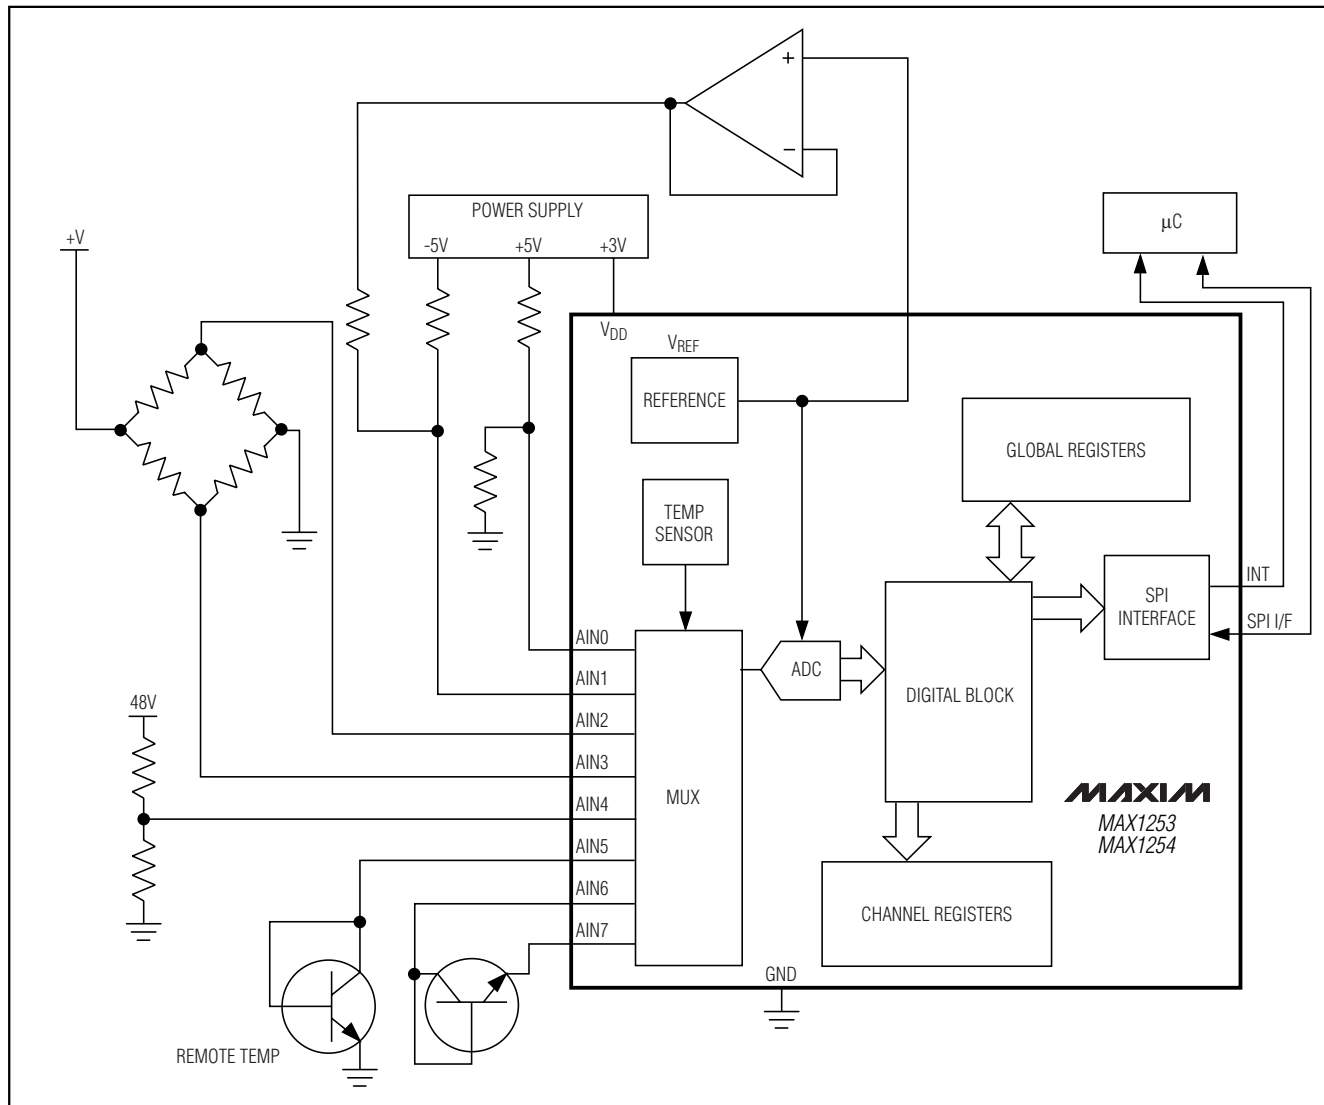 +
−
POWER SUPPLY
-5V +5V +3V
μC
+V
VDD
VREF
REFERENCE
GLOBAL REGISTERS
TEMP
SENSOR
INT
SPI
INTERFACE
SPI I/F
AIN0
ADC
AIN1
DIGITAL BLOCK
48V
AIN2
AIN3
MUX
AIN4
MAXIM
MAX1253
MAX1254
AIN5
AIN6
CHANNEL REGISTERS
AIN7
GND
REMOTE TEMP